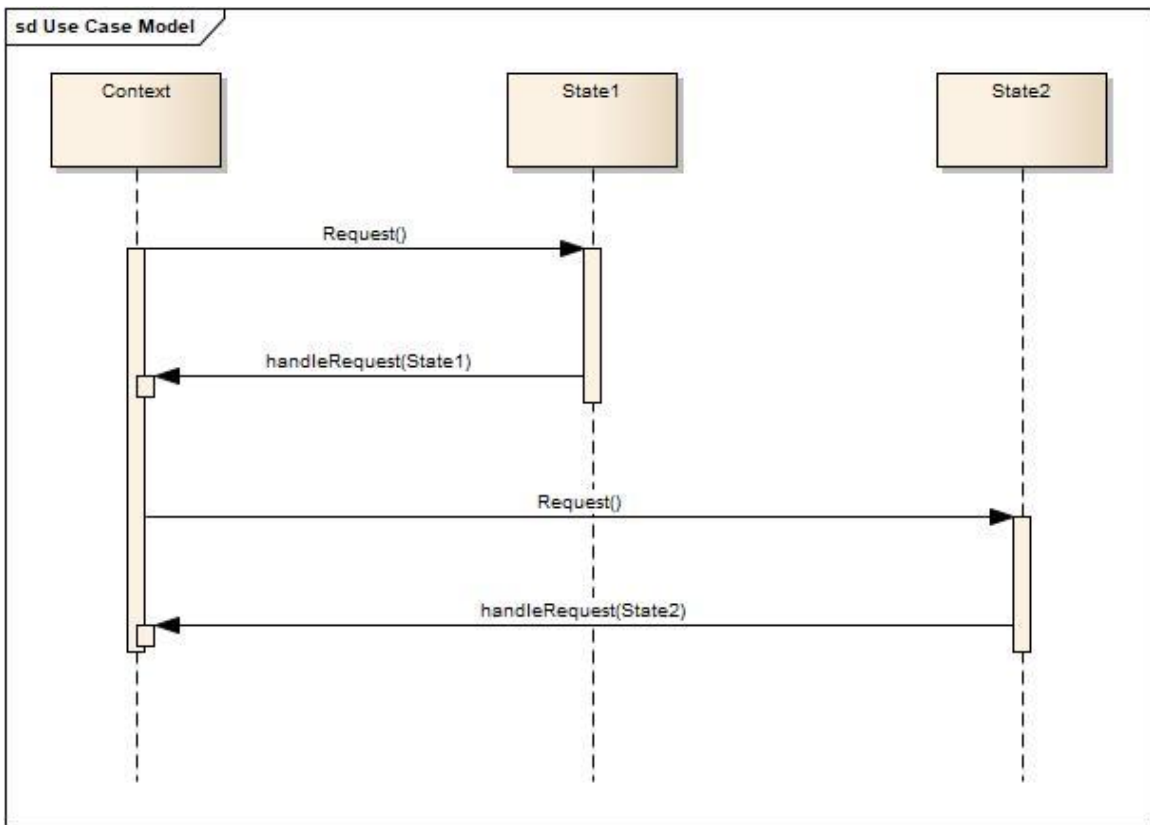 sd Use Case Model
Context
State1
State2
Request()
handleRequest(State1)
Request()
handleRequest(State2)